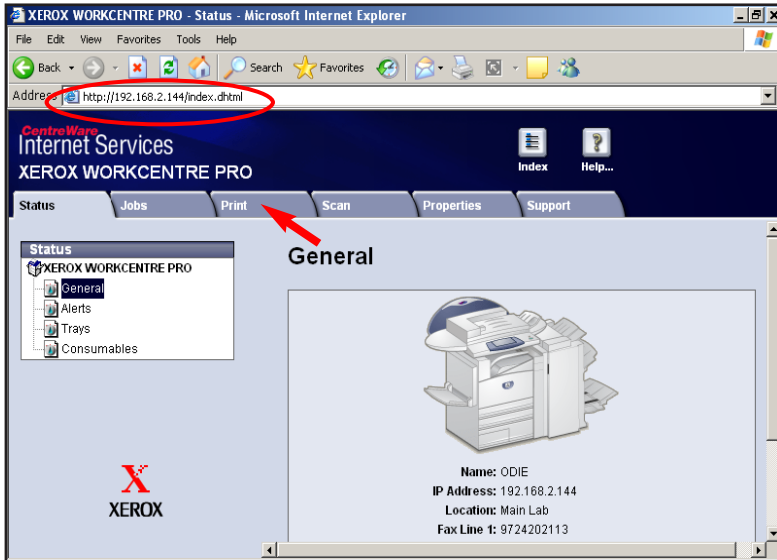 XEROX WORKCENTRE PRO - Status - Microsoft Internet Explorer
File Edit View Favorites Tools Help
Back Search Favorites
Address http://192.168.2.144/index.dhtml
CentreWare
Internet Services
XEROX WORKCENTRE PRO
Index Help...
Status Jobs Print Scan Properties Support
Status
XEROX WORKCENTRE PRO
General
Alerts
Trays
Consumables
General
Name: ODIE
IP Address: 192.168.2.144
Location: Main Lab
Fax Line 1: 9724202113
X
XEROX